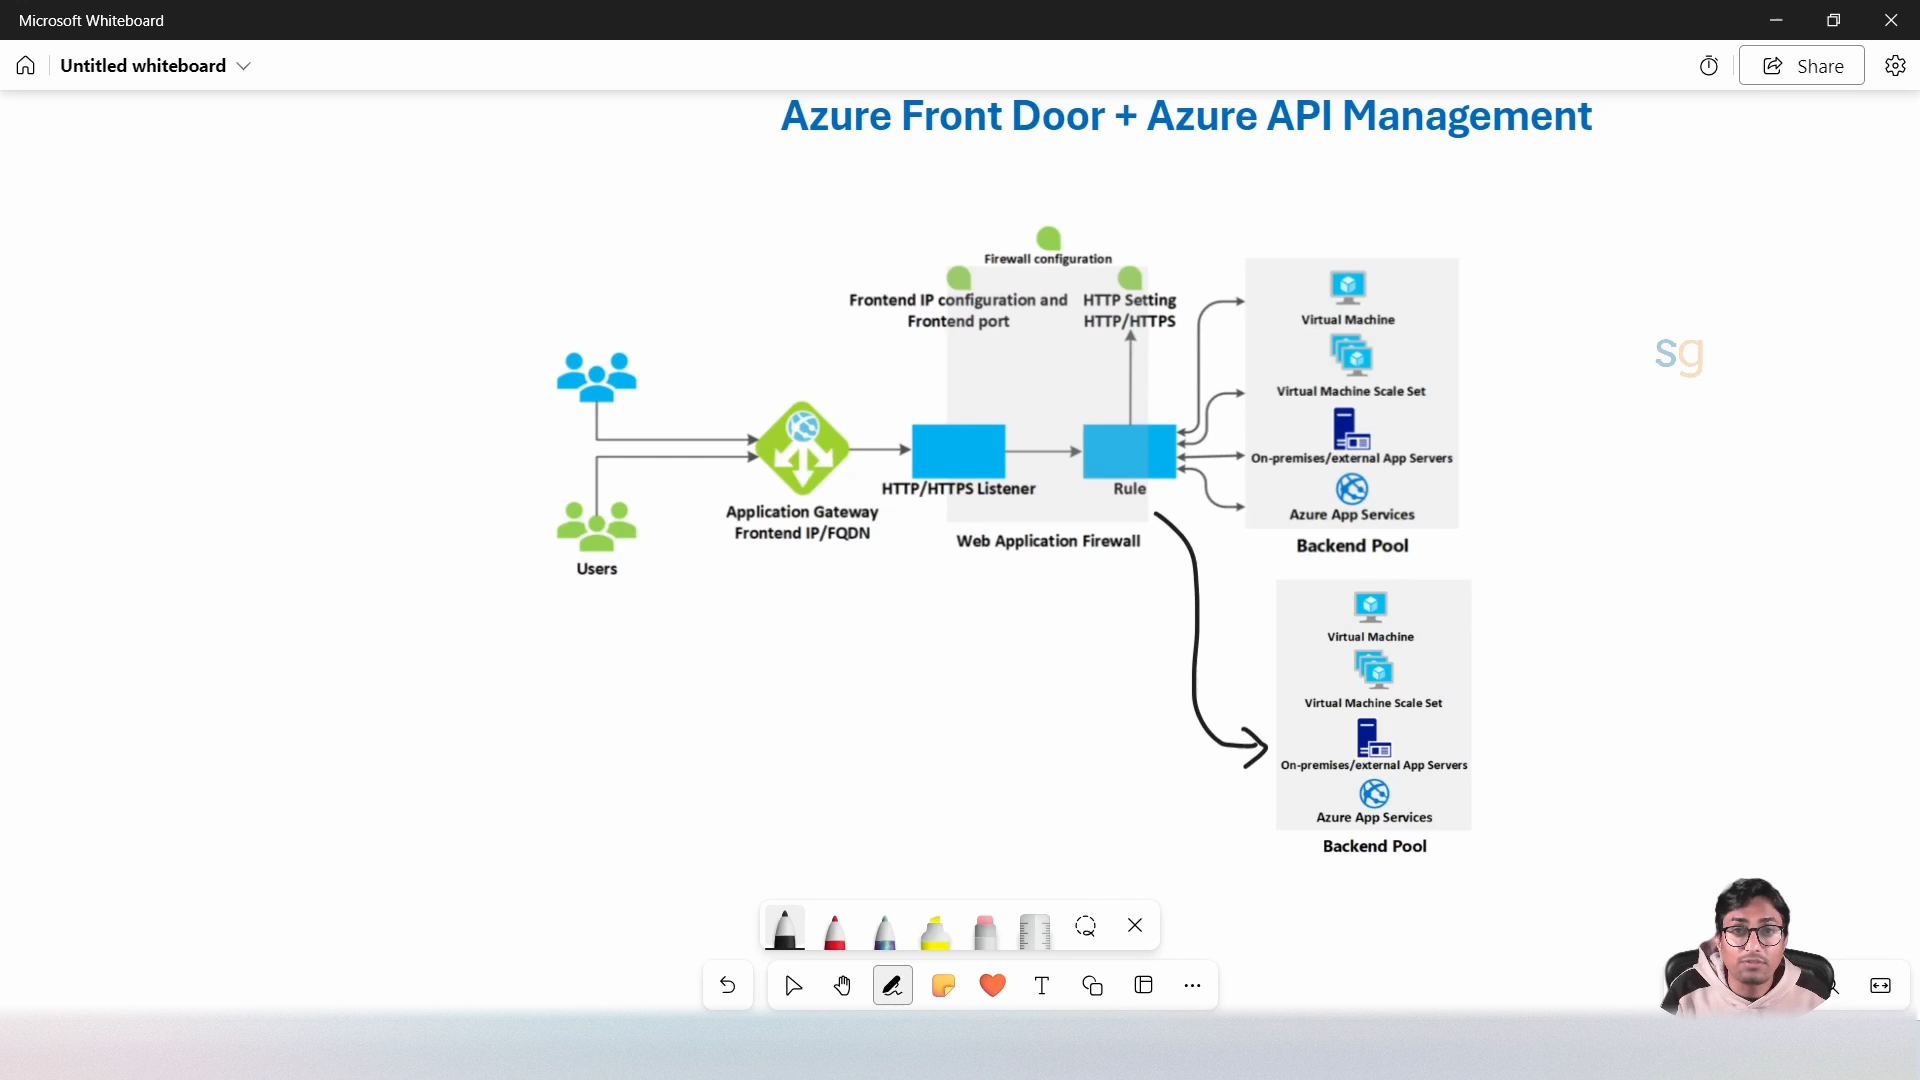 Microsoft Whiteboard
Untitled whiteboard
Share
Azure Front Door + Azure API Management
Firewall configuration
Frontend IP configuration and
Frontend port
HTTP Setting
HTTP/HTTPS
Virtual Machine
Virtual Machine Scale Set
On-premises/external App Servers
Azure App Services
Backend Pool
sg
HTTP/HTTPS Listener
Rule
Application Gateway
Frontend IP/FQDN
Web Application Firewall
Users
Virtual Machine
Virtual Machine Scale Set
On-premises/external App Servers
Azure App Services
Backend Pool